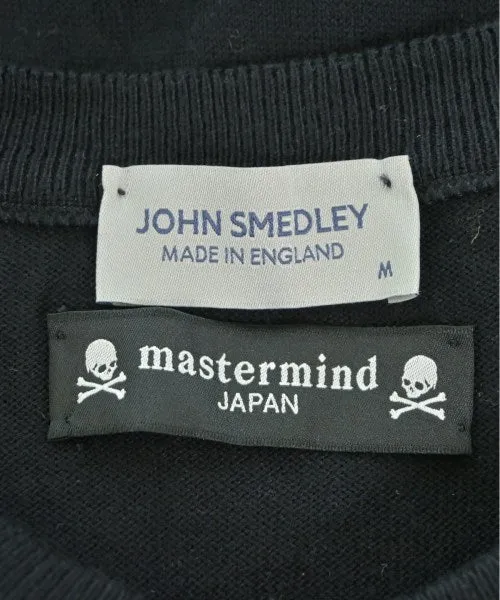 JOHN SMEDLEY
MADE IN ENGLAND
M
mastermind
JAPAN